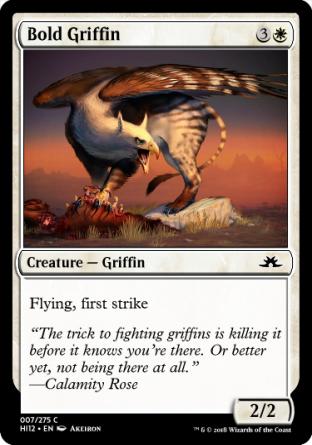 Bold Griffin 3
Creature — Griffin
Flying, first strike
“The trick to fighting griffins is killing it
before it knows you’re there. Or better
yet, not being there at all.”
—Calamity Rose
2/2
007/275 C
HI12 • EN Akeiron
™ & © 2018 Wizards of the Coast